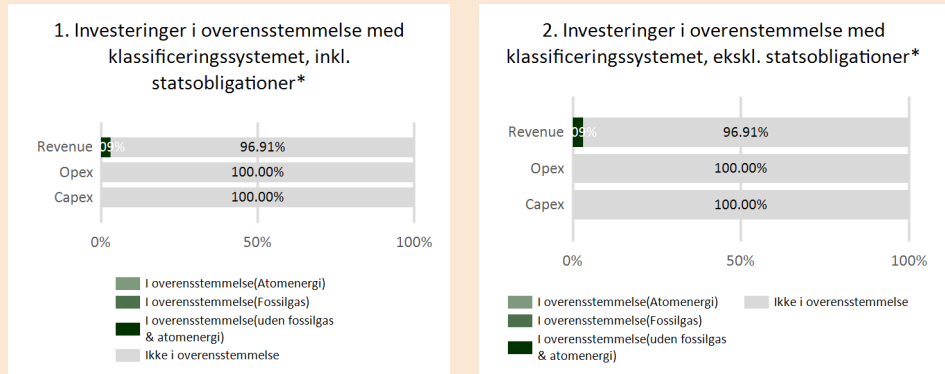 1. Investeringer i overensstemmelse med
klassificeringssystemet, inkl.
statsobligationer*
Revenue 09% 96.91%
Opex 100.00%
Capex 100.00%
0% 50% 100%
I overensstemmelse(Atomenergi)
I overensstemmelse(Fossilgas)
I overensstemmelse(uden fossilgas
& atomenergi)
Ikke i overensstemmelse
2. Investeringer i overenstemmelse med
klassificeringssystemet, ekskl. statsobligationer*
Revenue 09% 96.91%
Opex 100.00%
Capex 100.00%
0% 50% 100%
I overensstemmelse(Atomenergi) Ikke i overensstemmelse
I overensstemmelse(Fossilgas)
I overensstemmelse(uden fossilgas
& atomenergi)